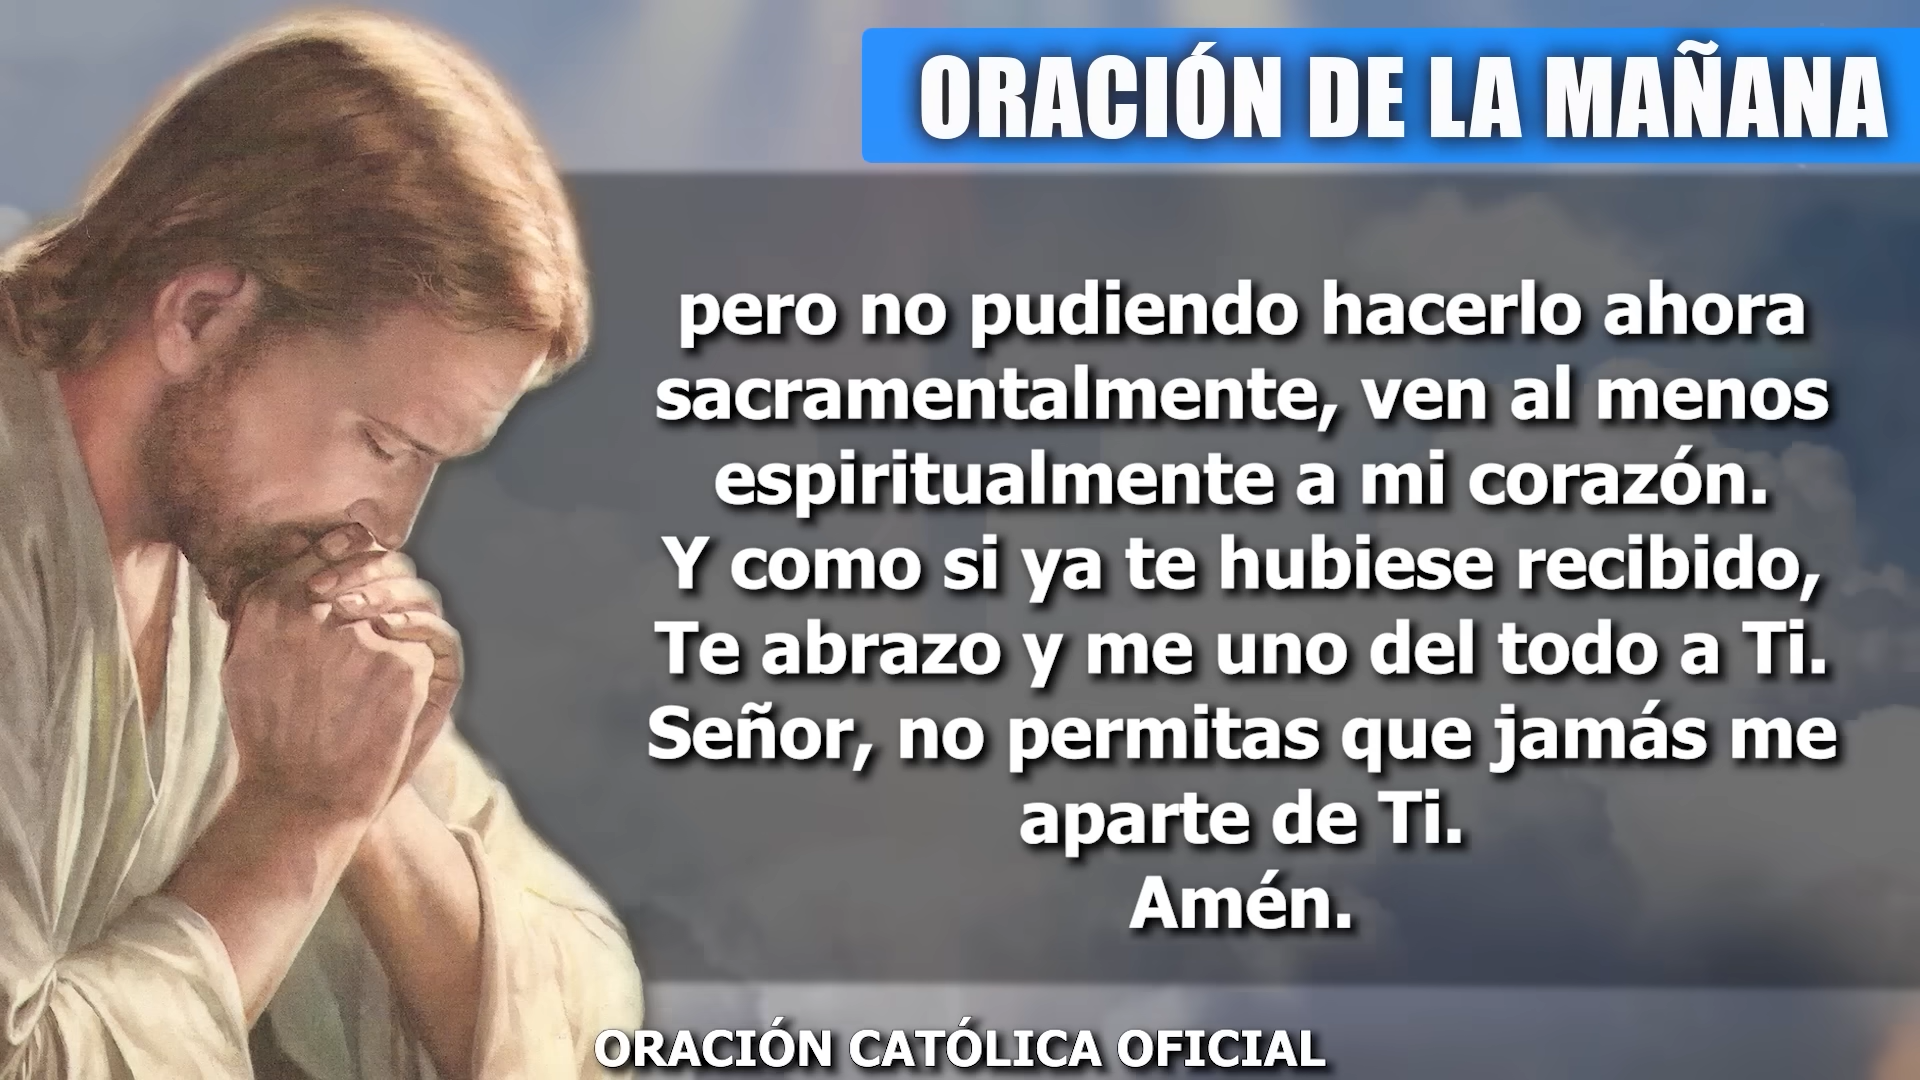 ORACIÓN DE LA MAÑANA
pero no pudiendo hacerlo ahora
sacramentalmente, ven al menos
espiritualmente a mi corazón.
Y como si ya te hubiese recibido,
Te abrazo y me uno del todo a Ti.
Señor, no permitas que jamás me
aparte de Ti.
Amén.
ORACIÓN CATÓLICA OFICIAL